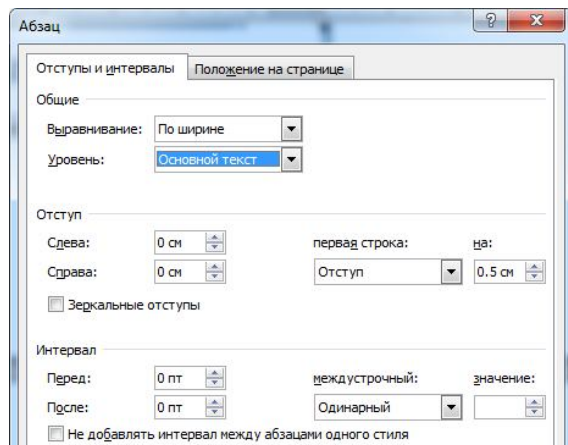 Абзац
Отступы и интервалы Положение на странице
Общие
Выравнивание: По ширине
Уровень: Основной текст
Отступ
Слева: 0 см первая строка: на:
Справа: 0 см Отступ 0.5 см
Зеркальные отступы
Интервал
Перед: 0 пт междустрочный: значение:
После: 0 пт Одинарный
Не добавлять интервал между абзацами одного стиля